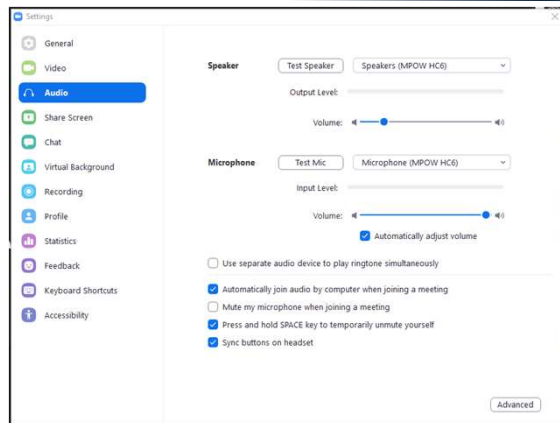 Settings
General
Video
Audio
Share Screen
Chat
Virtual Background
Recording
Profile
Statistics
Feedback
Keyboard Shortcuts
Accessibility
Speaker Test Speaker Speakers (MPOW HC6)
Output Level:
Volume:
Microphone Test Mic Microphone (MPOW HC6)
Input Level:
Volume:
Automatically adjust volume
Use separate audio device to play ringtone simultaneously
Automatically join audio by computer when joining a meeting
Mute my microphone when joining a meeting
Press and hold SPACE key to temporarily unmute yourself
Sync buttons on headset
Advanced